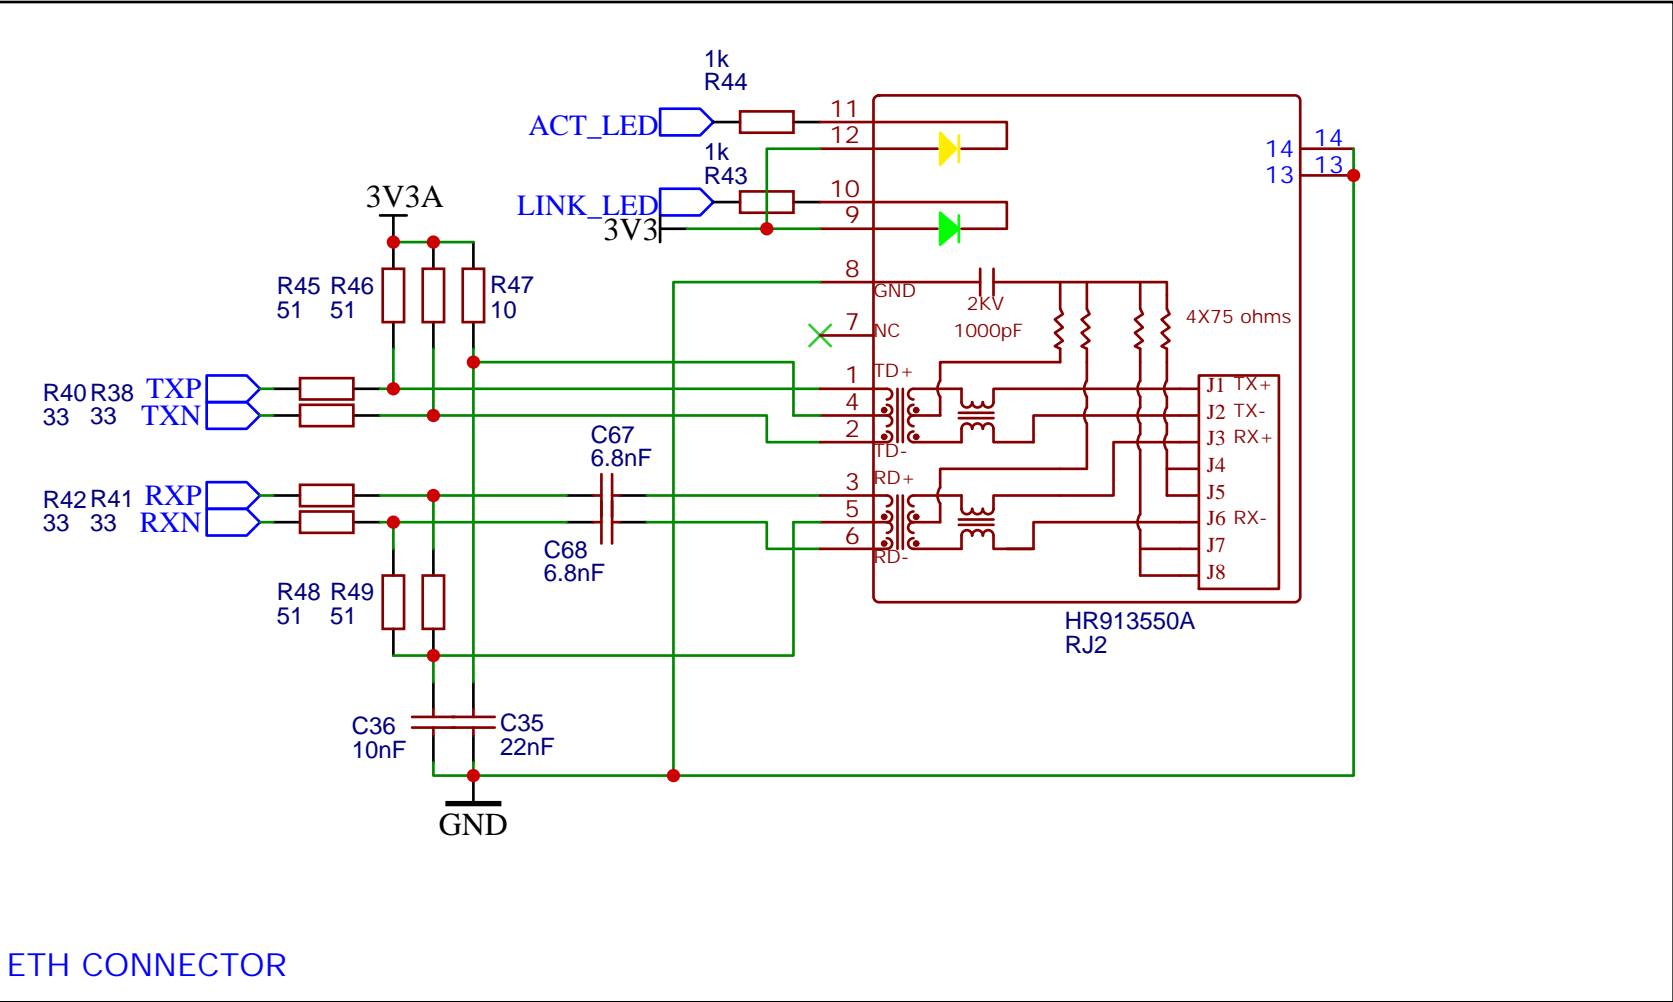 1k
R44
ACT_LED
11
12
1k
R43
LINK_LED
10
9
3V3
3V3A
14
14
13
13
R45 R46
51 51
R47
10
8
GND
2KV
1000pF
7
NC
4X75 ohms
1
TD+
4
2
TD-
J1 TX+
J2 TX-
J3 RX+
J4
J5
J6 RX-
J7
J8
R40 R38
33 33
TXP
TXN
C67
6.8nF
R42 R41
33 33
RXP
RXN
3
RD+
5
6
RD-
C68
6.8nF
R48 R49
51 51
HR913550A
RJ2
C36
10nF
C35
22nF
GND
ETH CONNECTOR